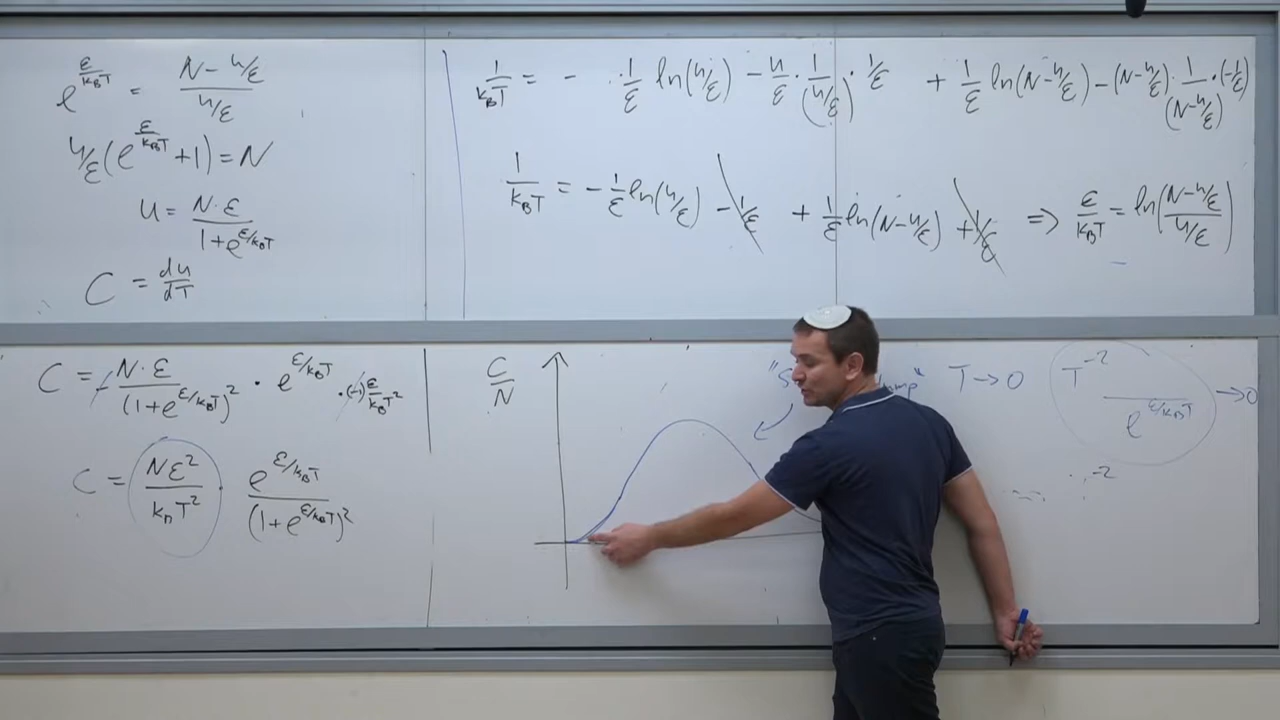 e^{ε/k_BT} = (N - u/ε)/(u/ε)
u/ε(e^{ε/k_BT} + 1) = N
u = N·ε/(1+e^{ε/k_BT})
C = du/dT
1/k_BT = - ·1/ε ln(u/ε) - u/ε · 1/(u/ε) · 1/ε + 1/ε ln(N-u/ε) - (N-u/ε)·1/(N-u/ε)·(-1/ε)
1/k_BT = -1/ε ln(u/ε) - 1/ε + 1/ε ln(N-u/ε) + 1/ε ⇒ ε/k_BT = ln((N-u/ε)/(u/ε))
C = - N·ε/(1+e^{ε/k_BT})² · e^{ε/k_BT} ·(-1) ε/k_BT²
C = Nε²/k_BT² e^{ε/k_BT}/(1+e^{ε/k_BT})²
C/N
T→0
T^{-2}/e^{ε/k_BT} →0